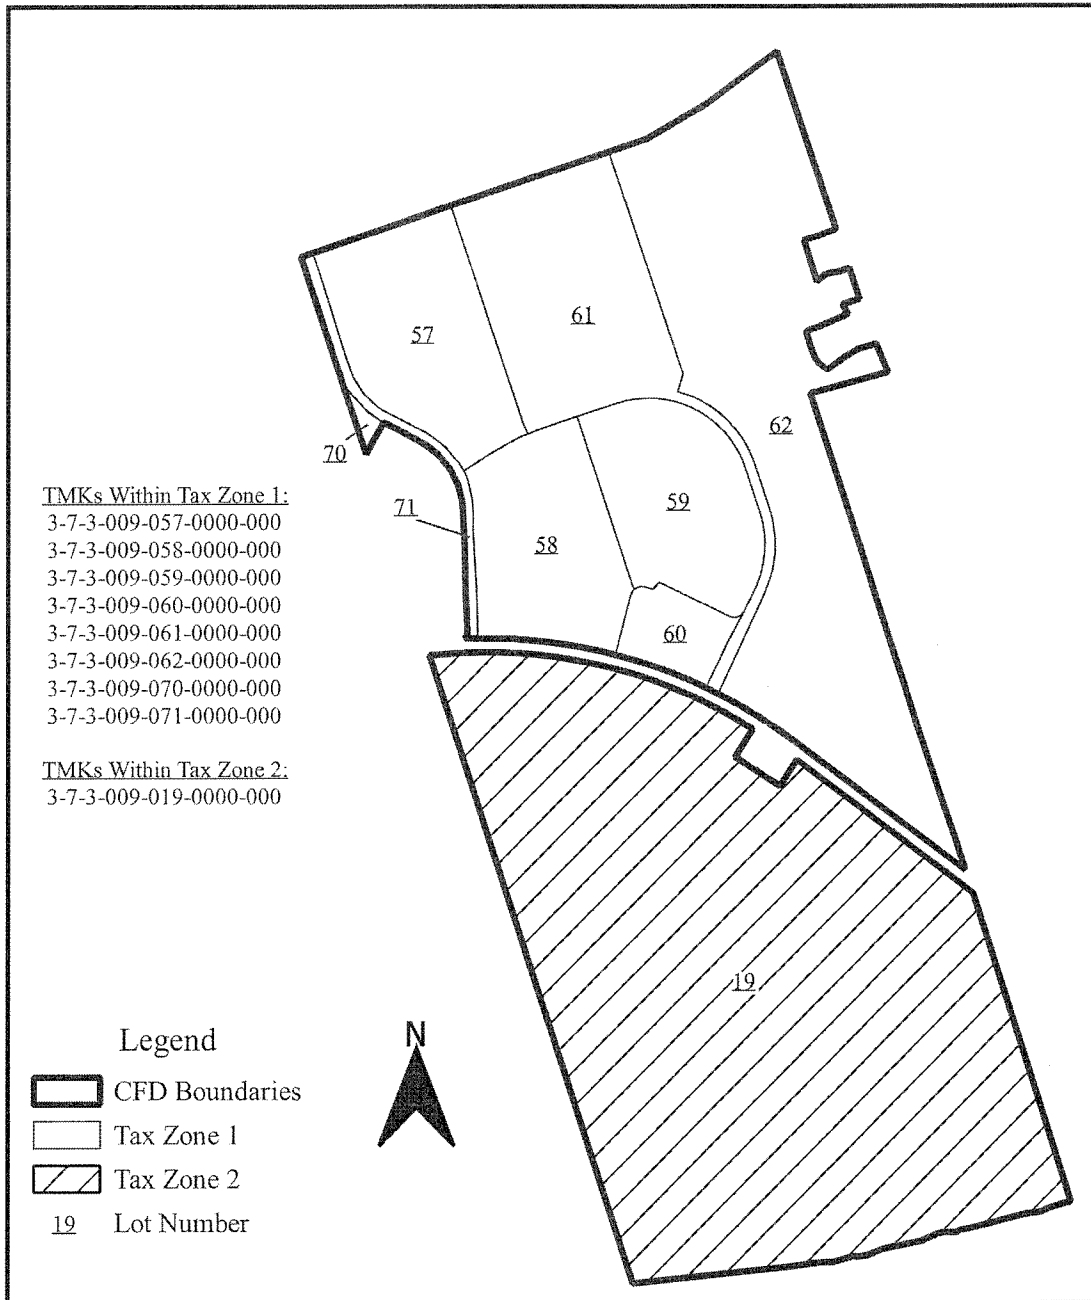 57
61
62
70
71
59
58
60
TMKs Within Tax Zone 1:
3-7-3-009-057-0000-000
3-7-3-009-058-0000-000
3-7-3-009-059-0000-000
3-7-3-009-060-0000-000
3-7-3-009-061-0000-000
3-7-3-009-062-0000-000
3-7-3-009-070-0000-000
3-7-3-009-071-0000-000
TMKs Within Tax Zone 2:
3-7-3-009-019-0000-000
19
Legend
CFD Boundaries
Tax Zone 1
Tax Zone 2
19 Lot Number
N